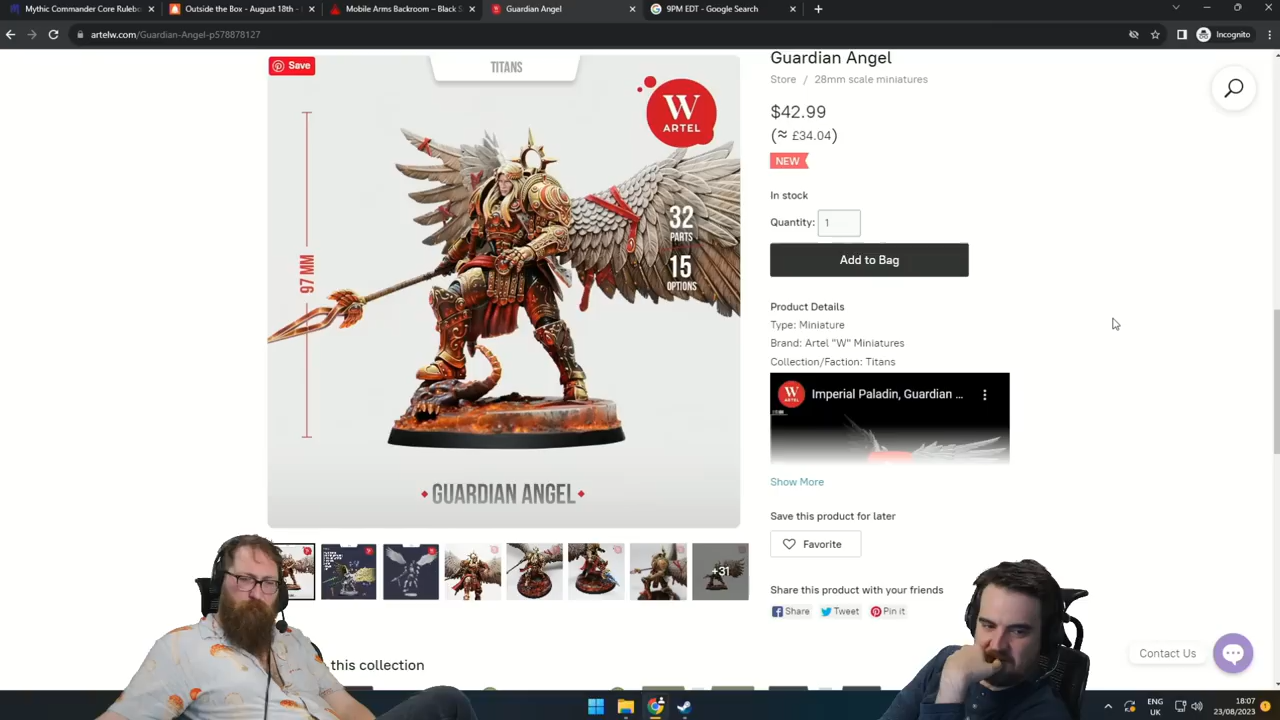 Mythic Commander Core Rulebo
Outside the Box - August 18th -
Mobile Arms Backroom – Black S
Guardian Angel
9PM EDT - Google Search
artelw.com/Guardian-Angel-p578878127
Incognito
Save
TITANS
W
ARTEL
97 MM
32
PARTS
15
OPTIONS
GUARDIAN ANGEL
+31
Guardian Angel
Store / 28mm scale miniatures
$42.99
(≈ £34.04)
NEW
In stock
Quantity: 1
Add to Bag
Product Details
Type: Miniature
Brand: Artel "W" Miniatures
Collection/Faction: Titans
W
ARTEL
Imperial Paladin, Guardian ...
Show More
Save this product for later
Favorite
Share this product with your friends
Share
Tweet
Pin it
this collection
Contact Us
ENG
UK
18:07
23/08/2023